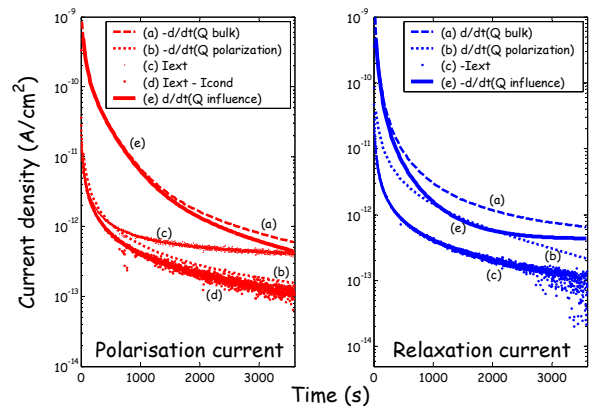 10^-9
10^-10
10^-11
10^-12
10^-13
10^-14
Current density (A/cm^2)
(a) -d/dt(Q bulk)
(b) -d/dt(Q polarization)
(c) Iext
(d) Iext - Icond
(e) d/dt(Q influence)
(e)
(a)
(c)
(b)
(d)
Polarisation current
0
1000
2000
3000
10^-9
10^-10
10^-11
10^-12
10^-13
10^-14
(a) d/dt(Q bulk)
(b) d/dt(Q polarization)
(c) -Iext
(e) -d/dt(Q influence)
(a)
(e)
(b)
(c)
Relaxation current
0
1000
2000
3000
Time (s)